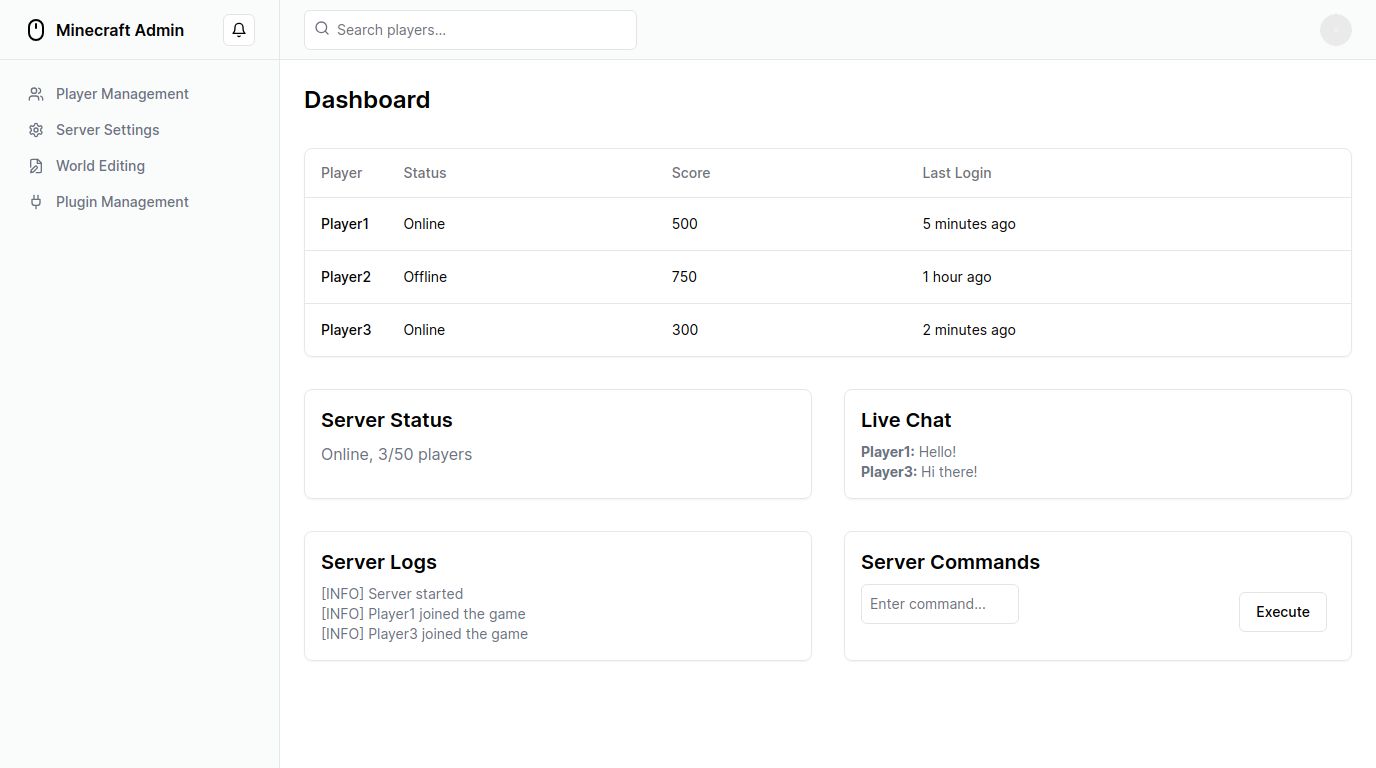 Minecraft Admin
Search players...
Player Management
Server Settings
World Editing
Plugin Management
Dashboard
Player Status Score Last Login
Player1 Online 500 5 minutes ago
Player2 Offline 750 1 hour ago
Player3 Online 300 2 minutes ago
Server Status
Online, 3/50 players
Live Chat
Player1: Hello!
Player3: Hi there!
Server Logs
[INFO] Server started
[INFO] Player1 joined the game
[INFO] Player3 joined the game
Server Commands
Enter command...
Execute